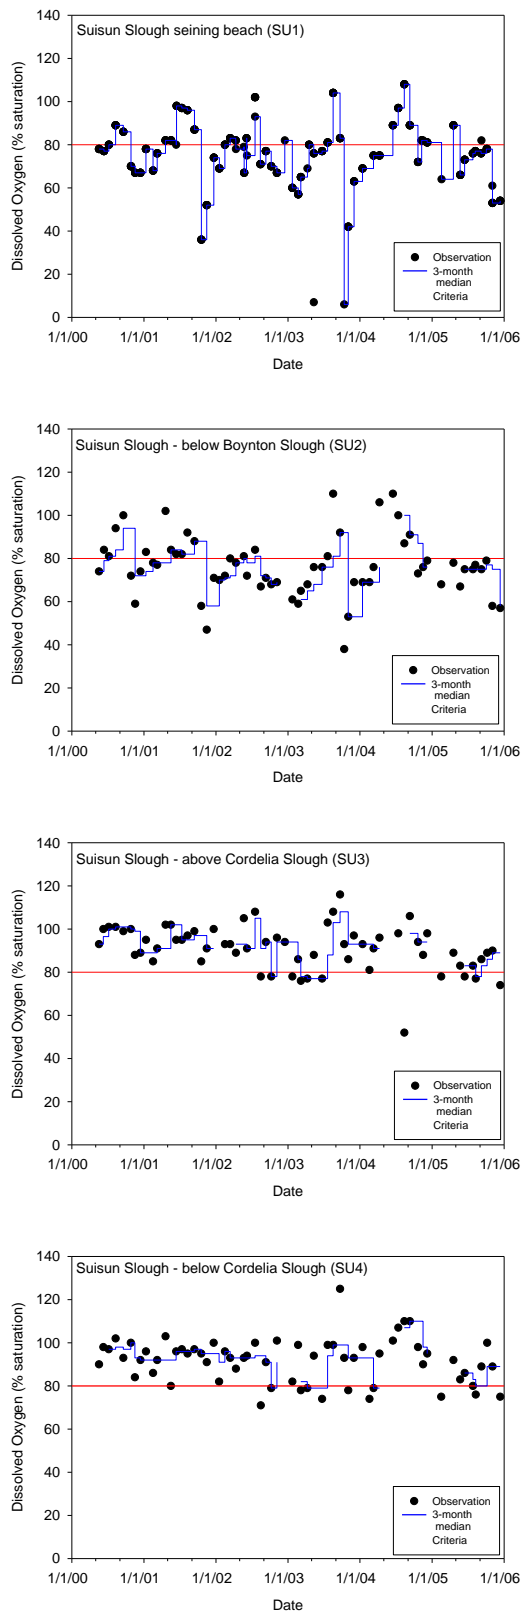 Suisun Slough seining beach (SU1)
Dissolved Oxygen (% saturation)
140
120
100
80
60
40
20
0
Observation
3-month
median
Criteria
1/1/00 1/1/01 1/1/02 1/1/03 1/1/04 1/1/05 1/1/06
Date
Suisun Slough - below Boynton Slough (SU2)
Dissolved Oxygen (% saturation)
140
120
100
80
60
40
20
0
Observation
3-month
median
Criteria
1/1/00 1/1/01 1/1/02 1/1/03 1/1/04 1/1/05 1/1/06
Date
Suisun Slough - above Cordelia Slough (SU3)
Dissolved Oxygen (% saturation)
140
120
100
80
60
40
20
0
Observation
3-month
median
Criteria
1/1/00 1/1/01 1/1/02 1/1/03 1/1/04 1/1/05 1/1/06
Date
Suisun Slough - below Cordelia Slough (SU4)
Dissolved Oxygen (% saturation)
140
120
100
80
60
40
20
0
Observation
3-month
median
Criteria
1/1/00 1/1/01 1/1/02 1/1/03 1/1/04 1/1/05 1/1/06
Date